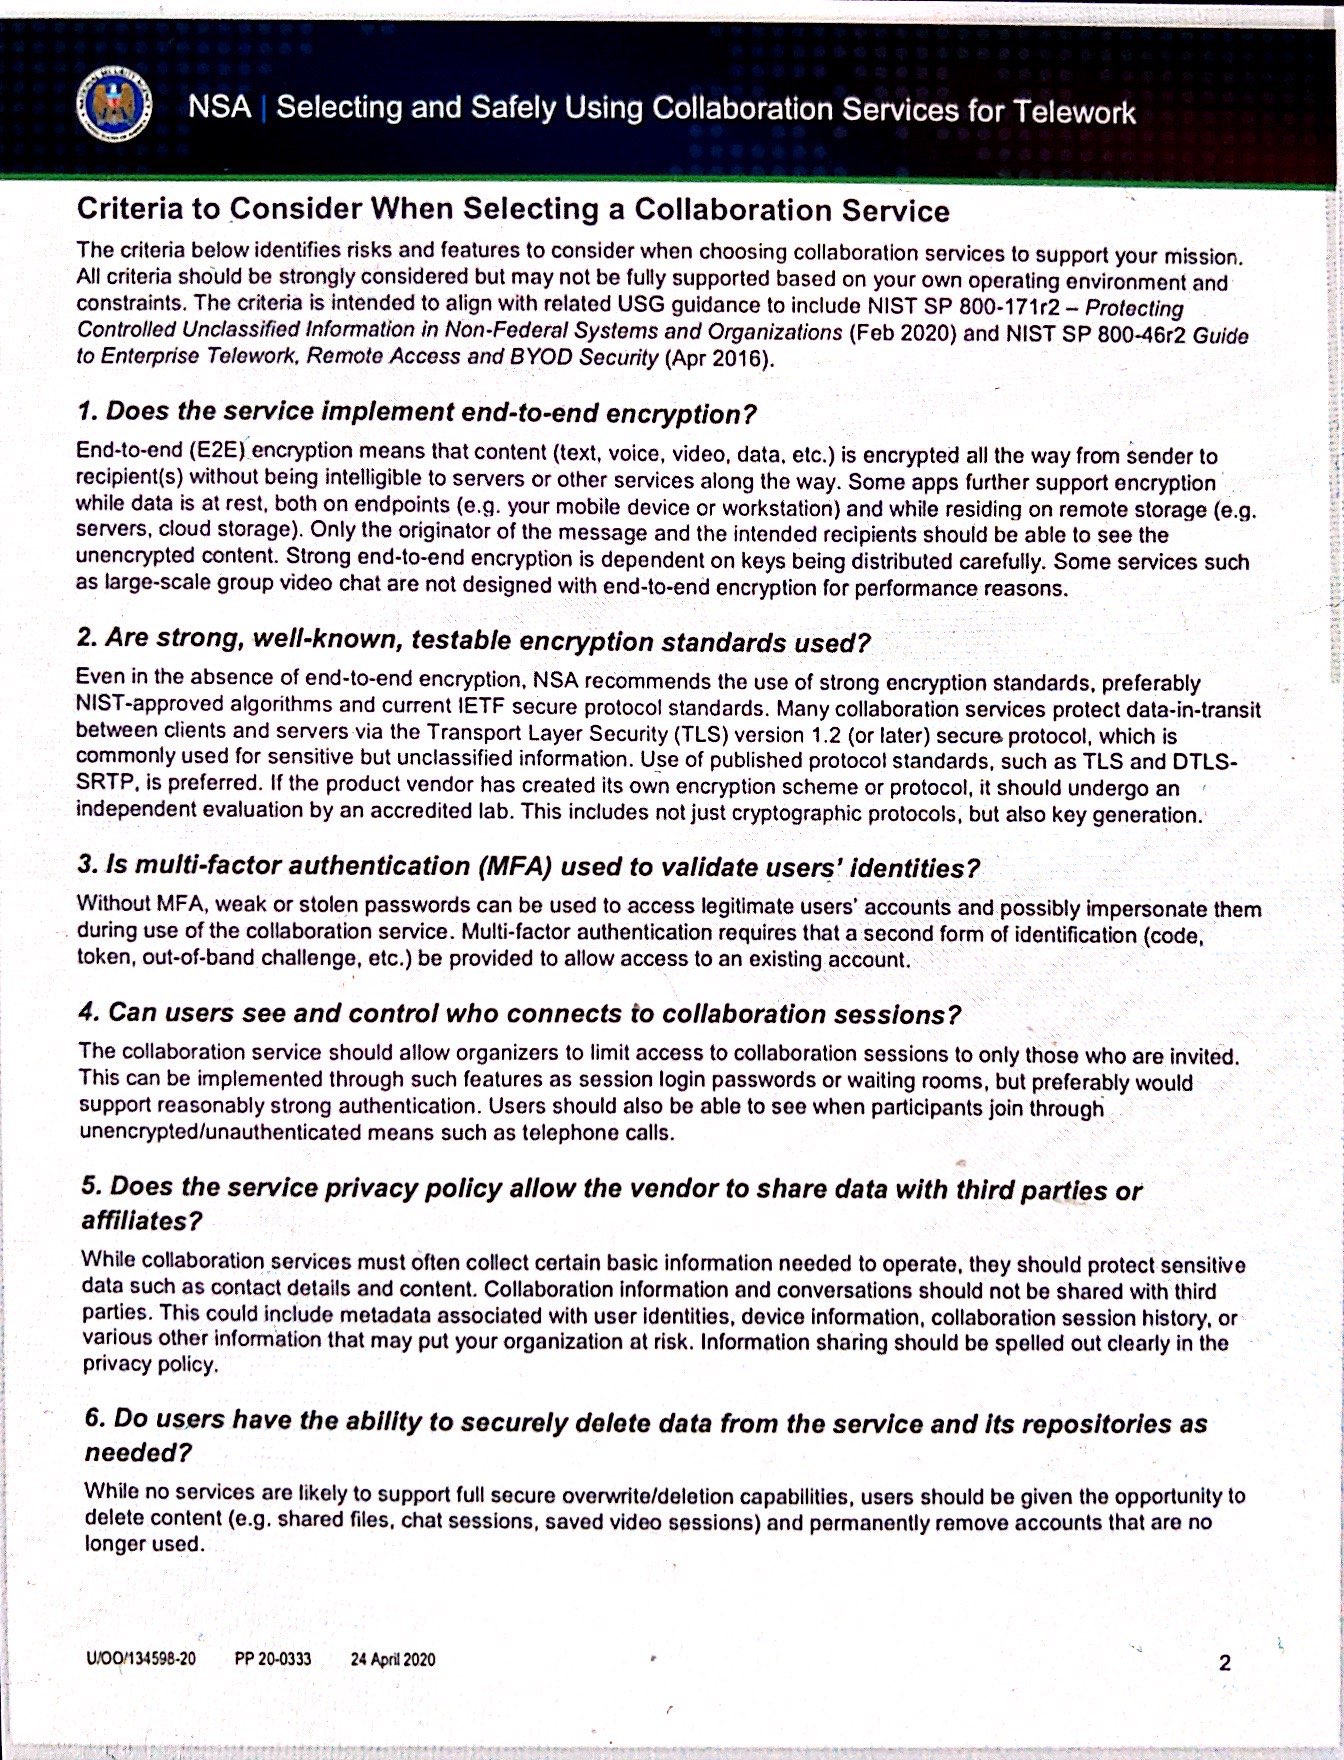 NSA | Selecting and Safely Using Collaboration Services for Telework
Criteria to Consider When Selecting a Collaboration Service
The criteria below identifies risks and features to consider when choosing collaboration services to support your mission.
All criteria should be strongly considered but may not be fully supported based on your own operating environment and
constraints. The criteria is intended to align with related USG guidance to include NIST SP 800-171r2 – Protecting
Controlled Unclassified Information in Non-Federal Systems and Organizations (Feb 2020) and NIST SP 800-46r2 Guide
to Enterprise Telework, Remote Access and BYOD Security (Apr 2016).
1. Does the service implement end-to-end encryption?
End-to-end (E2E) encryption means that content (text, voice, video, data, etc.) is encrypted all the way from sender to
recipient(s) without being intelligible to servers or other services along the way. Some apps further support encryption
while data is at rest, both on endpoints (e.g. your mobile device or workstation) and while residing on remote storage (e.g.
servers, cloud storage). Only the originator of the message and the intended recipients should be able to see the
unencrypted content. Strong end-to-end encryption is dependent on keys being distributed carefully. Some services such
as large-scale group video chat are not designed with end-to-end encryption for performance reasons.
2. Are strong, well-known, testable encryption standards used?
Even in the absence of end-to-end encryption, NSA recommends the use of strong encryption standards, preferably
NIST-approved algorithms and current IETF secure protocol standards. Many collaboration services protect data-in-transit
between clients and servers via the Transport Layer Security (TLS) version 1.2 (or later) secure protocol, which is
commonly used for sensitive but unclassified information. Use of published protocol standards, such as TLS and DTLS-
SRTP, is preferred. If the product vendor has created its own encryption scheme or protocol, it should undergo an
independent evaluation by an accredited lab. This includes not just cryptographic protocols, but also key generation.
3. Is multi-factor authentication (MFA) used to validate users' identities?
Without MFA, weak or stolen passwords can be used to access legitimate users' accounts and possibly impersonate them
during use of the collaboration service. Multi-factor authentication requires that a second form of identification (code,
token, out-of-band challenge, etc.) be provided to allow access to an existing account.
4. Can users see and control who connects to collaboration sessions?
The collaboration service should allow organizers to limit access to collaboration sessions to only those who are invited.
This can be implemented through such features as session login passwords or waiting rooms, but preferably would
support reasonably strong authentication. Users should also be able to see when participants join through
unencrypted/unauthenticated means such as telephone calls.
5. Does the service privacy policy allow the vendor to share data with third parties or
affiliates?
While collaboration services must often collect certain basic information needed to operate, they should protect sensitive
data such as contact details and content. Collaboration information and conversations should not be shared with third
parties. This could include metadata associated with user identities, device information, collaboration session history, or
various other information that may put your organization at risk. Information sharing should be spelled out clearly in the
privacy policy.
6. Do users have the ability to securely delete data from the service and its repositories as
needed?
While no services are likely to support full secure overwrite/deletion capabilities, users should be given the opportunity to
delete content (e.g. shared files, chat sessions, saved video sessions) and permanently remove accounts that are no
longer used.
U/OO/134598-20 PP 20-0333 24 April 2020 2